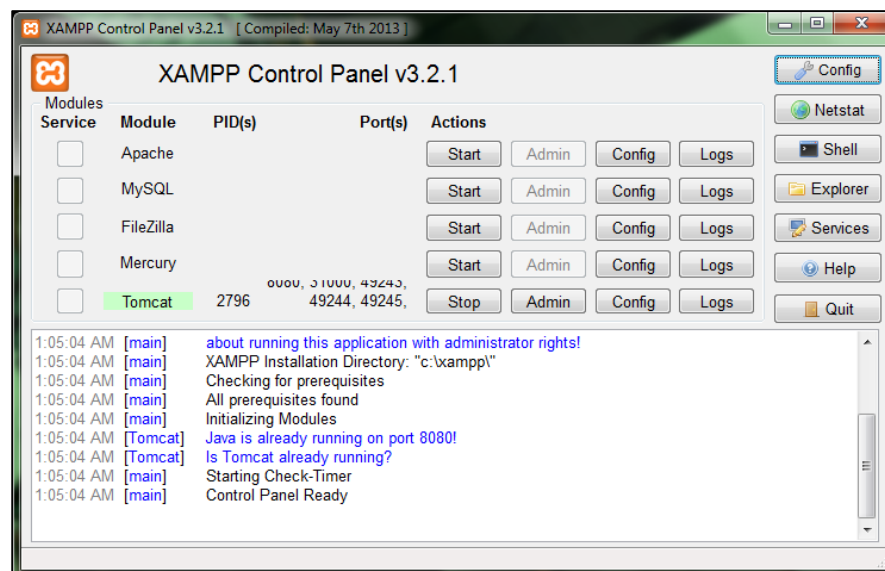 XAMPP Control Panel v3.2.1 [ Compiled: May 7th 2013 ]
XAMPP Control Panel v3.2.1
Config
Modules
Service Module PID(s) Port(s) Actions
Netstat
Apache Start Admin Config Logs
Shell
MySQL Start Admin Config Logs
Explorer
FileZilla Start Admin Config Logs
Services
Mercury Start Admin Config Logs
Help
8080, 31000, 49243,
Tomcat 2796 49244, 49245, Stop Admin Config Logs
Quit
1:05:04 AM [main] about running this application with administrator rights!
1:05:04 AM [main] XAMPP Installation Directory: "c:\xampp\"
1:05:04 AM [main] Checking for prerequisites
1:05:04 AM [main] All prerequisites found
1:05:04 AM [main] Initializing Modules
1:05:04 AM [Tomcat] Java is already running on port 8080!
1:05:04 AM [Tomcat] Is Tomcat already running?
1:05:04 AM [main] Starting Check-Timer
1:05:04 AM [main] Control Panel Ready